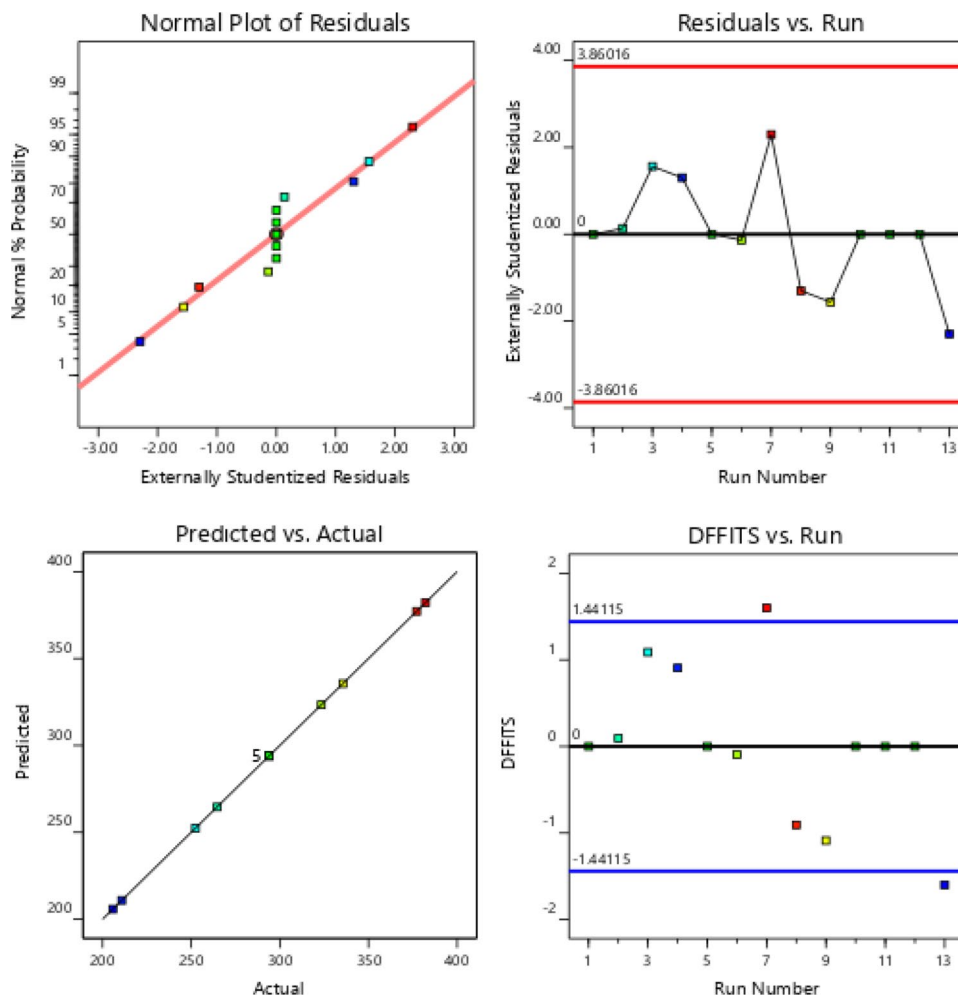 Normal Plot of Residuals
Normal % Probability
99
95
90
70
50
20
10
5
1
-3.00 -2.00 -1.00 0.00 1.00 2.00 3.00
Externally Studentized Residuals
Residuals vs. Run
Externally Studentized Residuals
4.00
2.00
0.00
-2.00
-4.00
3.86016
0
-3.86016
1 3 5 7 9 11 13
Run Number
Predicted vs. Actual
Predicted
400
350
300
250
200
5
200 250 300 350 400
Actual
DFFITS vs. Run
DFFITS
2
1
0
-1
-2
1.44115
0
-1.44115
1 3 5 7 9 11 13
Run Number